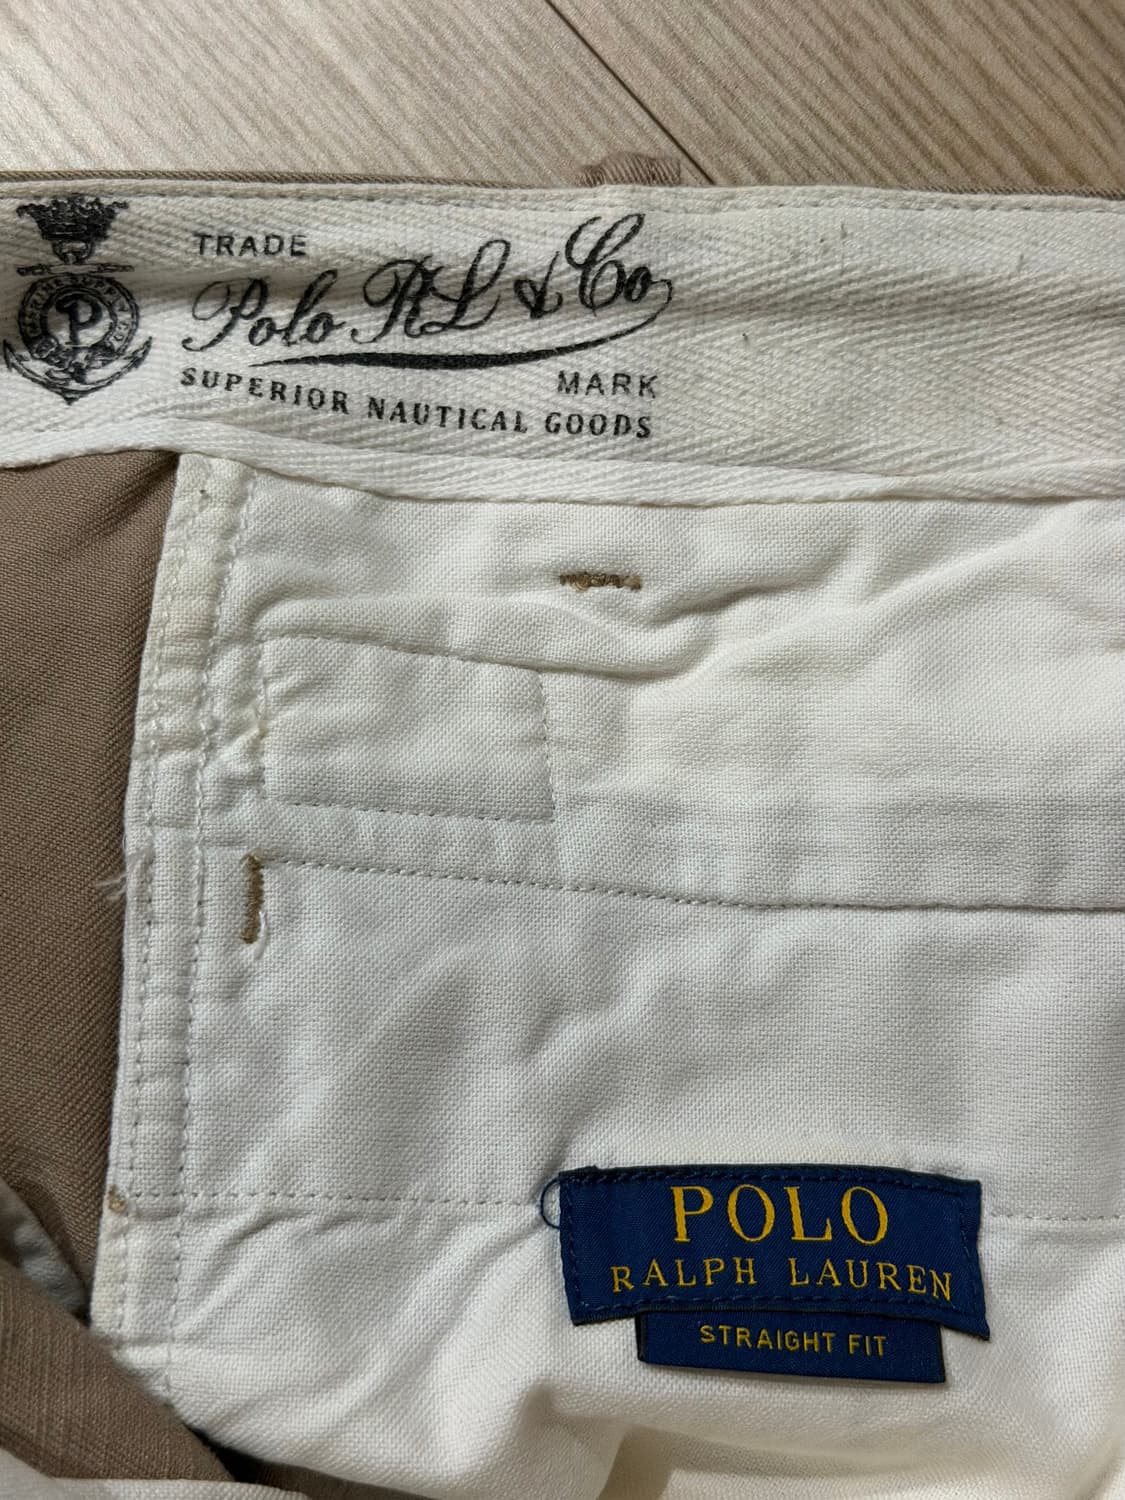 TRADE
Polo RL & Co
MARK
SUPERIOR NAUTICAL GOODS
P
POLO
RALPH LAUREN
STRAIGHT FIT